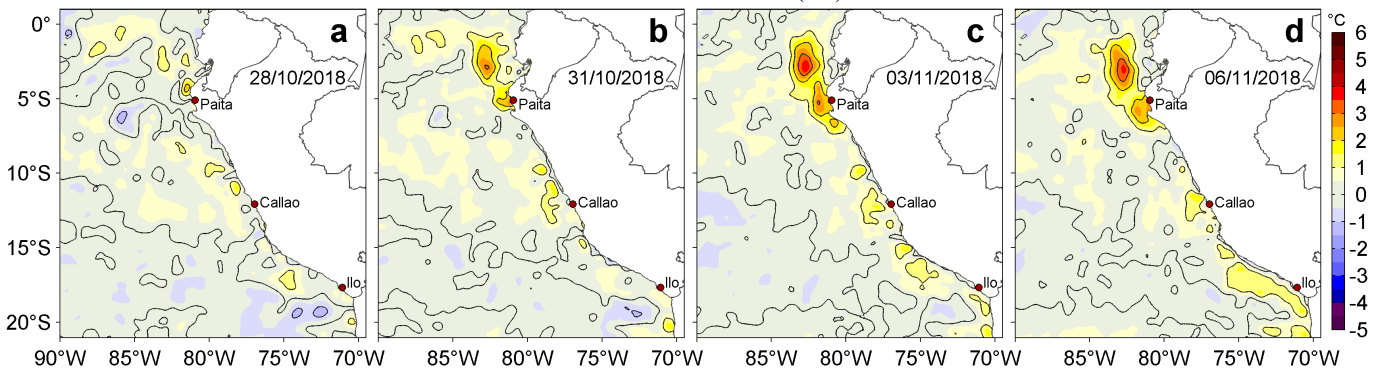 a
28/10/2018
Paita
Callao
Ilo
b
31/10/2018
Paita
Callao
Ilo
c
03/11/2018
Paita
Callao
Ilo
d
06/11/2018
Paita
Callao
Ilo
0°
5°S
10°S
15°S
20°S
90°W 85°W 80°W 75°W 70°W
85°W 80°W 75°W 70°W
85°W 80°W 75°W 70°W
85°W 80°W 75°W 70°W
°C
6
5
4
3
2
1
0
-1
-2
-3
-4
-5